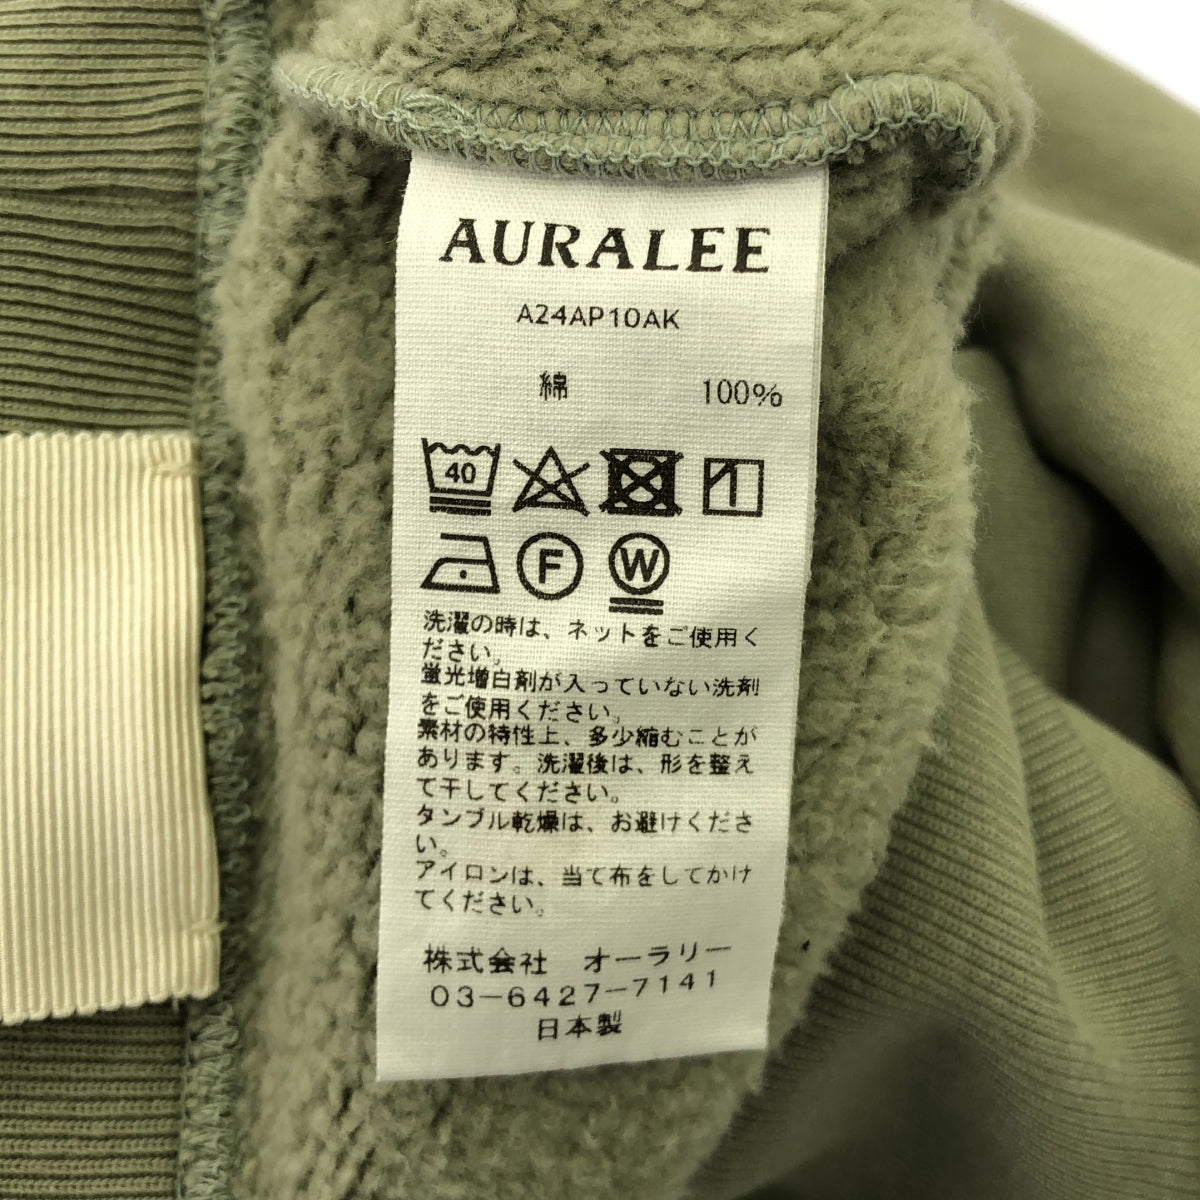 AURALEE
A24AP10AK
綿 100%
40
F W
洗濯の時は、ネットをご使用く
ださい。
蛍光増白剤が入っていない洗剤
をご使用ください。
素材の特性上、多少縮むことが
あります。洗濯後は、形を整え
て干してください。
タンブル乾燥は、お避けくださ
い。
アイロンは、当て布をしてかけ
てください。
株式会社 オーラリー
03-6427-7141
日本製